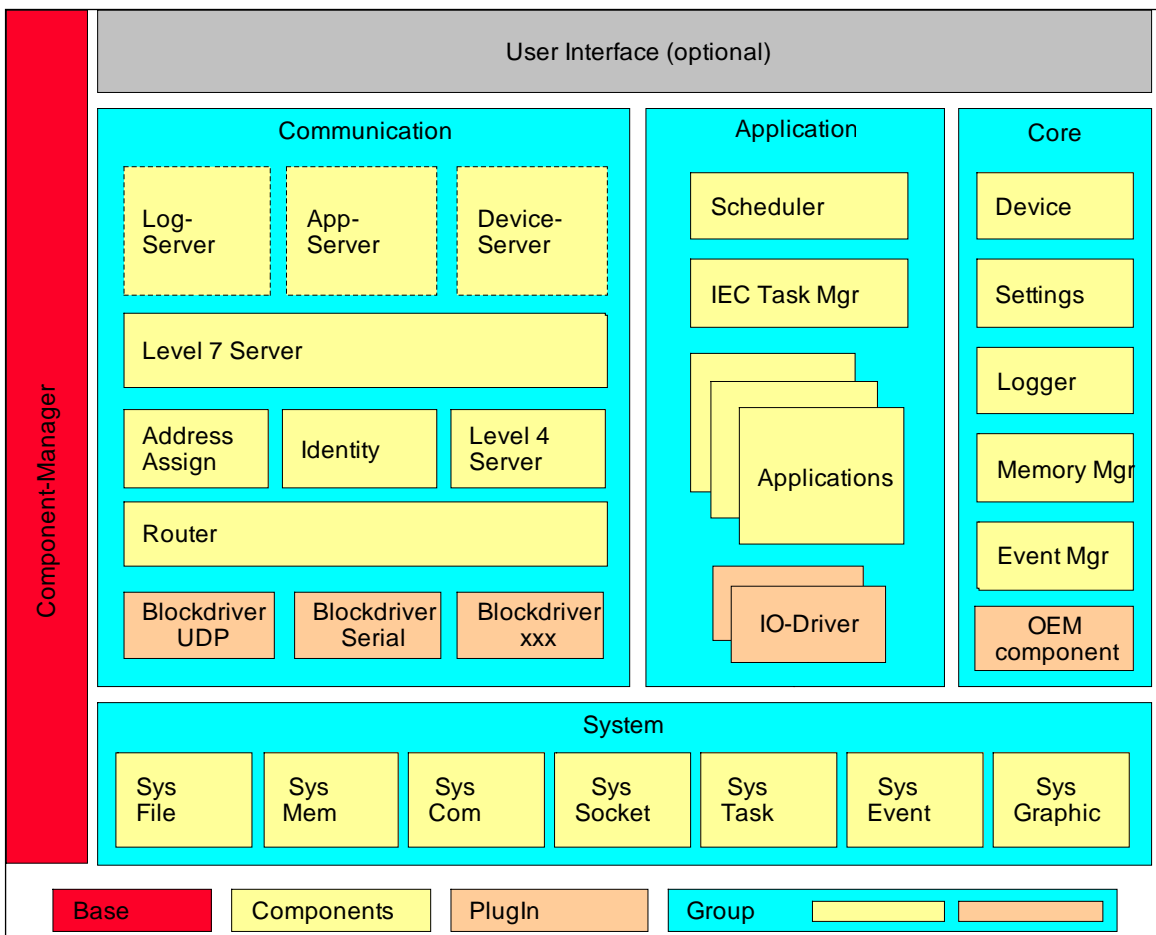 User Interface (optional)
Component-Manager
Communication
Log-
Server
App-
Server
Device-
Server
Level 7 Server
Address
Assign
Identity
Level 4
Server
Router
Blockdriver
UDP
Blockdriver
Serial
Blockdriver
xxx
Application
Scheduler
IEC Task Mgr
Applications
IO-Driver
Core
Device
Settings
Logger
Memory Mgr
Event Mgr
OEM
component
System
Sys
File
Sys
Mem
Sys
Com
Sys
Socket
Sys
Task
Sys
Event
Sys
Graphic
Base
Components
PlugIn
Group